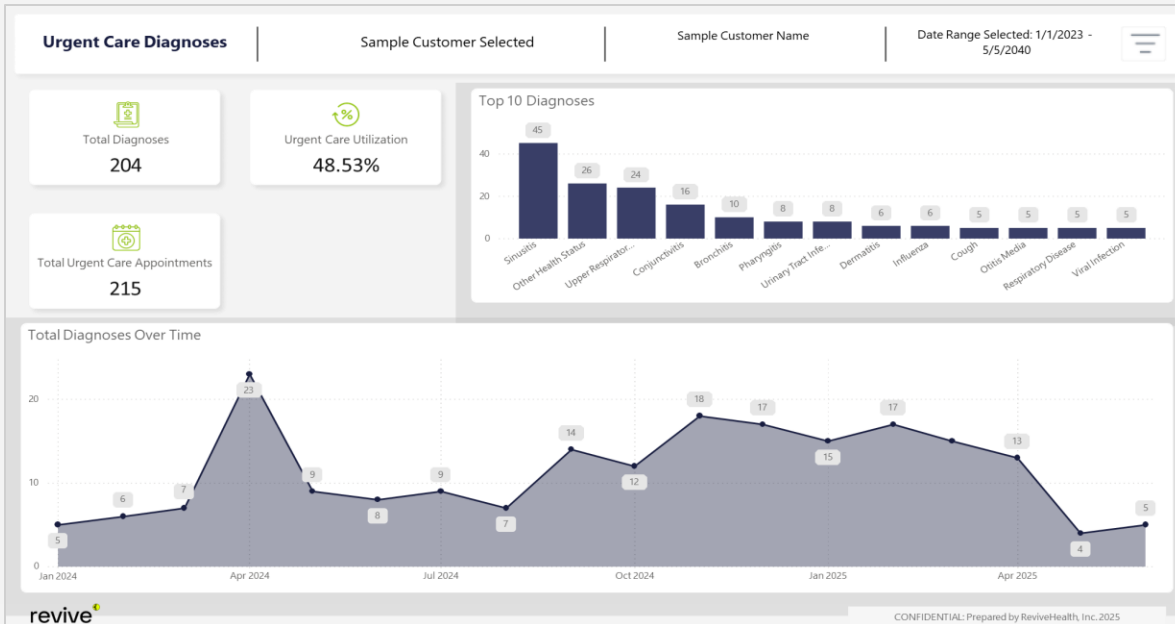 Urgent Care Diagnoses
Sample Customer Selected
Sample Customer Name
Date Range Selected: 1/1/2023 -
5/5/2040
Total Diagnoses
204
%
Urgent Care Utilization
48.53%
Total Urgent Care Appointments
215
Top 10 Diagnoses
40
20
0
45
26
24
16
10
8
8
6
6
5
5
5
5
Sinusitis
Other Health Status
Upper Respirator...
Conjunctivitis
Bronchitis
Pharyngitis
Urinary Tract Infe...
Dermatitis
Influenza
Cough
Otitis Media
Respiratory Disease
Viral Infection
Total Diagnoses Over Time
20
10
0
5
6
7
23
9
8
9
7
14
12
18
17
15
17
13
4
5
Jan 2024
Apr 2024
Jul 2024
Oct 2024
Jan 2025
Apr 2025
revive
CONFIDENTIAL: Prepared by ReviveHealth, Inc. 2025